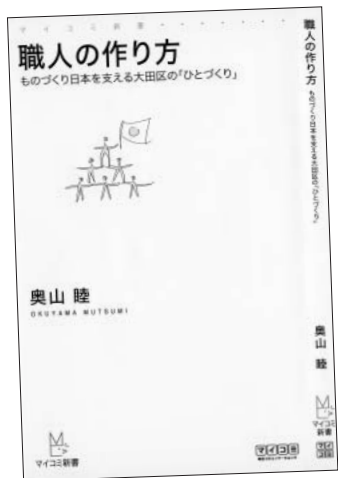 マイコミ新書
職人の作り方
ものづくり日本を支える大田区の「ひとづくり」
奥山 睦
OKUYAMA MUTSUMI
マイコミ新書
マイコミ
職人の作り方 ものづくり日本を支える大田区の「ひとづくり」
奥山 睦
マイコミ新書
マイコミ